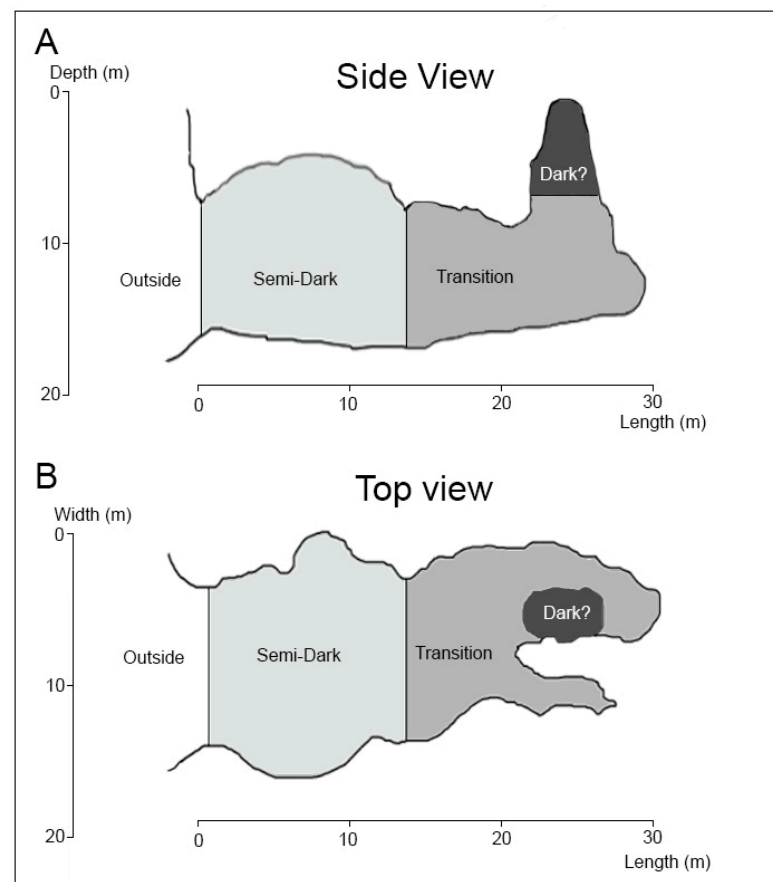 A
Side View
Depth (m)
0
10
20
Outside
Semi-Dark
Transition
Dark?
0
10
20
30
Length (m)
B
Top view
Width (m)
0
10
20
Outside
Semi-Dark
Transition
Dark?
0
10
20
30
Length (m)